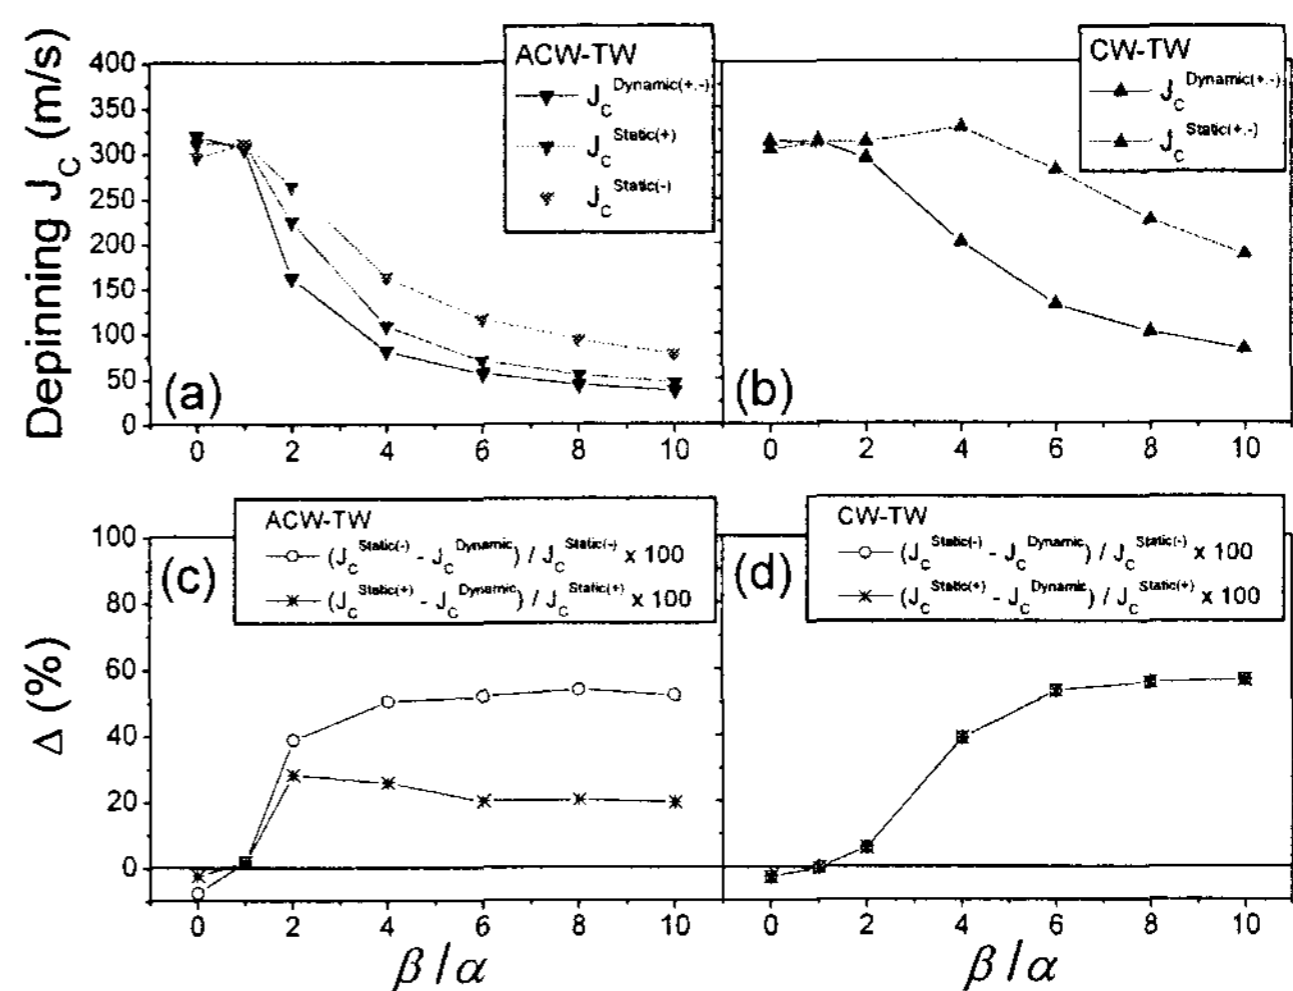 Depinning J_C (m/s)
400
350
300
250
200
150
100
50
0
ACW-TW
J_C^Dynamic(+,-)
J_C^Static(+)
J_C^Static(-)
(a)
0 2 4 6 8 10
CW-TW
J_C^Dynamic(+,-)
J_C^Static(+,-)
(b)
0 2 4 6 8 10
Δ (%)
100
80
60
40
20
0
ACW-TW
(J_C^Static(-) - J_C^Dynamic) / J_C^Static(-) x 100
(J_C^Static(+) - J_C^Dynamic) / J_C^Static(+) x 100
(c)
0 2 4 6 8 10
β / α
CW-TW
(J_C^Static(-) - J_C^Dynamic) / J_C^Static(-) x 100
(J_C^Static(+) - J_C^Dynamic) / J_C^Static(+) x 100
(d)
0 2 4 6 8 10
β / α